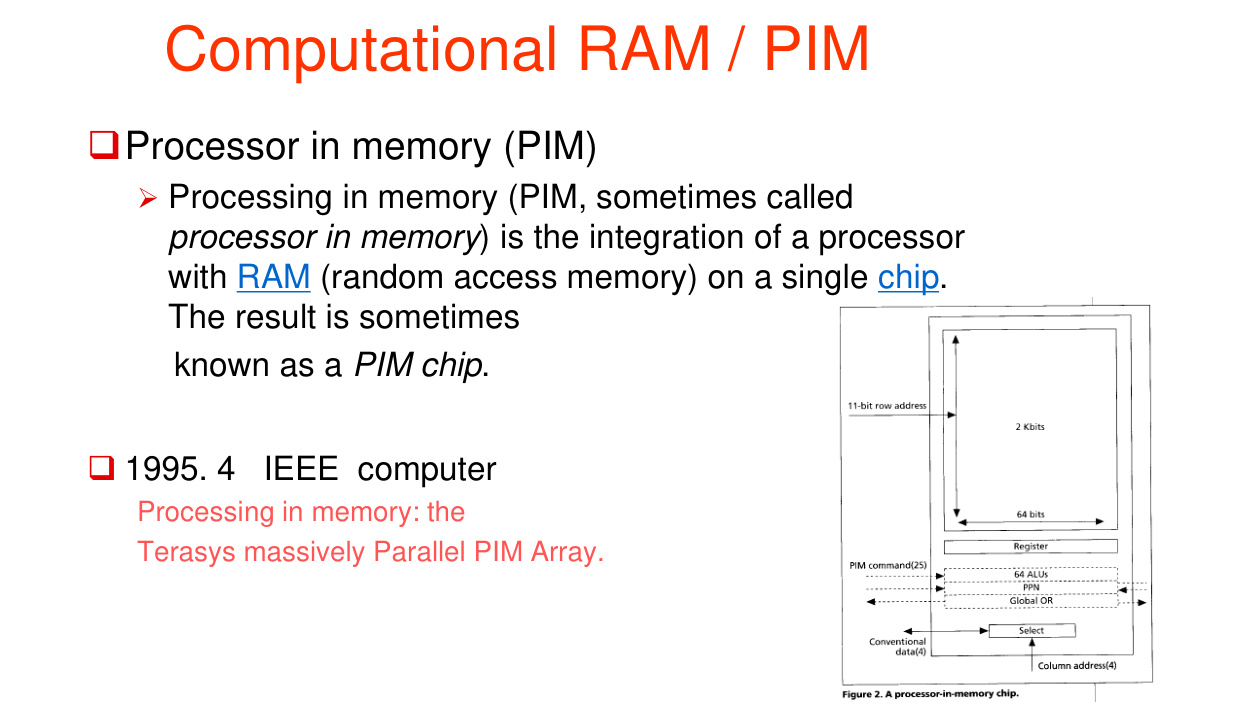 Computational RAM / PIM
Processor in memory (PIM)
Processing in memory (PIM, sometimes called
processor in memory) is the integration of a processor
with RAM (random access memory) on a single chip.
The result is sometimes
known as a PIM chip.
1995. 4 IEEE computer
Processing in memory: the
Terasys massively Parallel PIM Array.
11-bit row address
2 Kbits
64 bits
Register
PIM command(25)
64 ALUs
PPN
Global OR
Select
Conventional
data(4)
Column address(4)
Figure 2. A processor-in-memory chip.